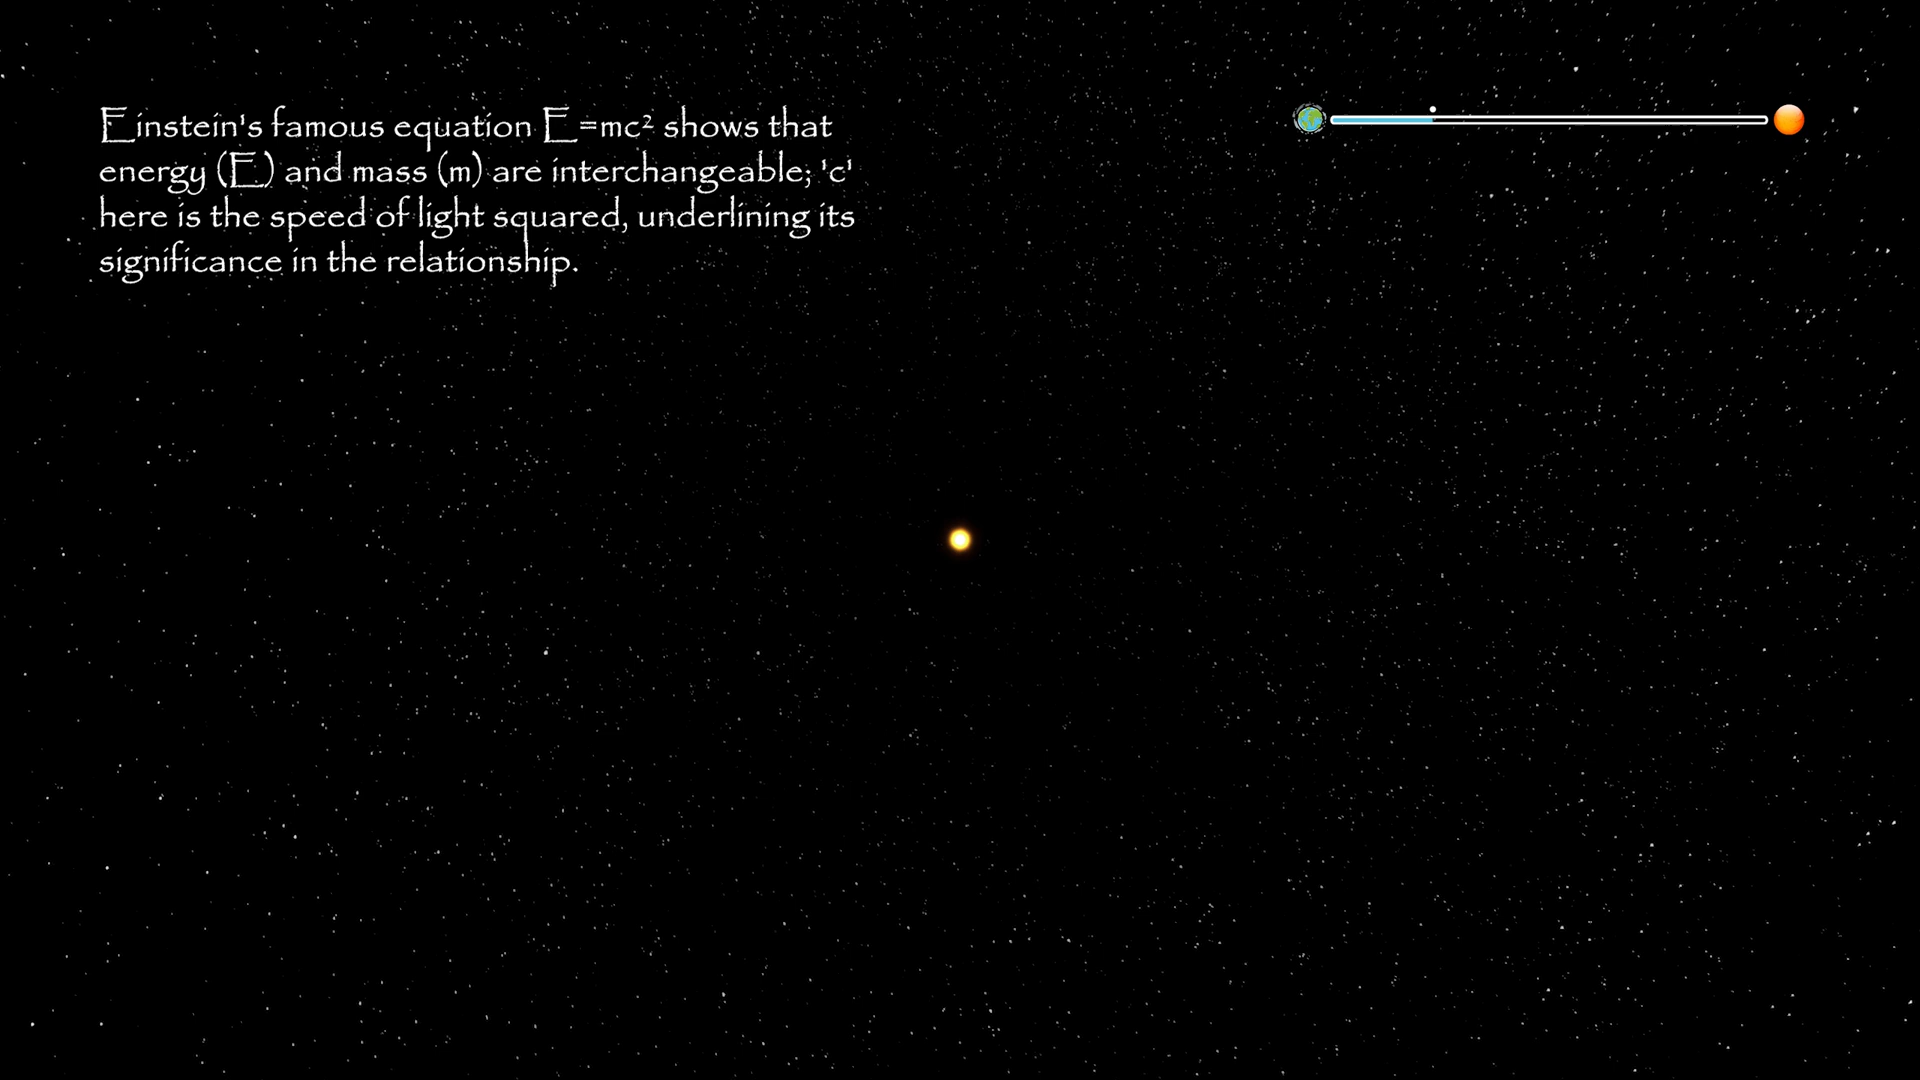 Einstein's famous equation E=mc² shows that
energy (E) and mass (m) are interchangeable; 'c'
here is the speed of light squared, underlining its
significance in the relationship.